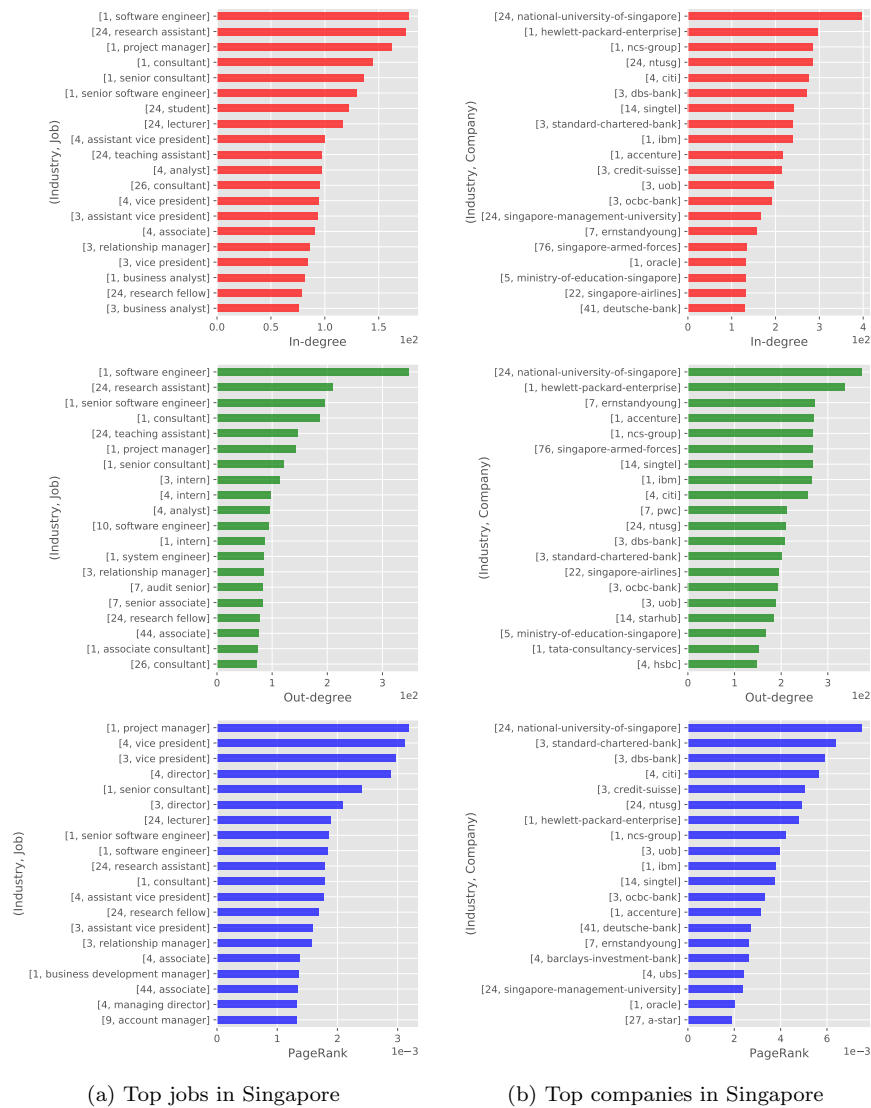 [1, software engineer]
[24, research assistant]
[1, project manager]
[1, consultant]
[1, senior consultant]
[1, senior software engineer]
[24, student]
[24, lecturer]
[4, assistant vice president]
[24, teaching assistant]
[4, analyst]
[26, consultant]
[4, vice president]
[3, assistant vice president]
[4, associate]
[3, relationship manager]
[3, vice president]
[1, business analyst]
[24, research fellow]
[3, business analyst]
(Industry, Job)
0.0 0.5 1.0 1.5
In-degree 1e2
[24, national-university-of-singapore]
[1, hewlett-packard-enterprise]
[1, ncs-group]
[24, ntusg]
[4, citi]
[3, dbs-bank]
[14, singtel]
[3, standard-chartered-bank]
[1, ibm]
[1, accenture]
[3, credit-suisse]
[3, uob]
[3, ocbc-bank]
[24, singapore-management-university]
[7, ernstandyoung]
[76, singapore-armed-forces]
[1, oracle]
[5, ministry-of-education-singapore]
[22, singapore-airlines]
[41, deutsche-bank]
(Industry, Company)
0 1 2 3 4
In-degree 1e2
[1, software engineer]
[24, research assistant]
[1, senior software engineer]
[1, consultant]
[24, teaching assistant]
[1, project manager]
[1, senior consultant]
[3, intern]
[4, intern]
[4, analyst]
[10, software engineer]
[1, intern]
[1, system engineer]
[3, relationship manager]
[7, audit senior]
[7, senior associate]
[24, research fellow]
[44, associate]
[1, associate consultant]
[26, consultant]
(Industry, Job)
0 1 2 3
Out-degree 1e2
[24, national-university-of-singapore]
[1, hewlett-packard-enterprise]
[7, ernstandyoung]
[1, accenture]
[1, ncs-group]
[76, singapore-armed-forces]
[14, singtel]
[1, ibm]
[4, citi]
[7, pwc]
[24, ntusg]
[3, dbs-bank]
[3, standard-chartered-bank]
[22, singapore-airlines]
[3, ocbc-bank]
[3, uob]
[14, starhub]
[5, ministry-of-education-singapore]
[1, tata-consultancy-services]
[4, hsbc]
(Industry, Company)
0 1 2 3
Out-degree 1e2
[1, project manager]
[4, vice president]
[3, vice president]
[4, director]
[1, senior consultant]
[3, director]
[24, lecturer]
[1, senior software engineer]
[1, software engineer]
[24, research assistant]
[1, consultant]
[4, assistant vice president]
[24, research fellow]
[3, assistant vice president]
[3, relationship manager]
[4, associate]
[1, business development manager]
[44, associate]
[4, managing director]
[9, account manager]
(Industry, Job)
0 1 2 3
PageRank 1e−3
[24, national-university-of-singapore]
[3, standard-chartered-bank]
[3, dbs-bank]
[4, citi]
[3, credit-suisse]
[24, ntusg]
[1, hewlett-packard-enterprise]
[1, ncs-group]
[3, uob]
[1, ibm]
[14, singtel]
[3, ocbc-bank]
[1, accenture]
[41, deutsche-bank]
[7, ernstandyoung]
[4, barclays-investment-bank]
[4, ubs]
[24, singapore-management-university]
[1, oracle]
[27, a-star]
(Industry, Company)
0 2 4 6
PageRank 1e−3
(a) Top jobs in Singapore
(b) Top companies in Singapore